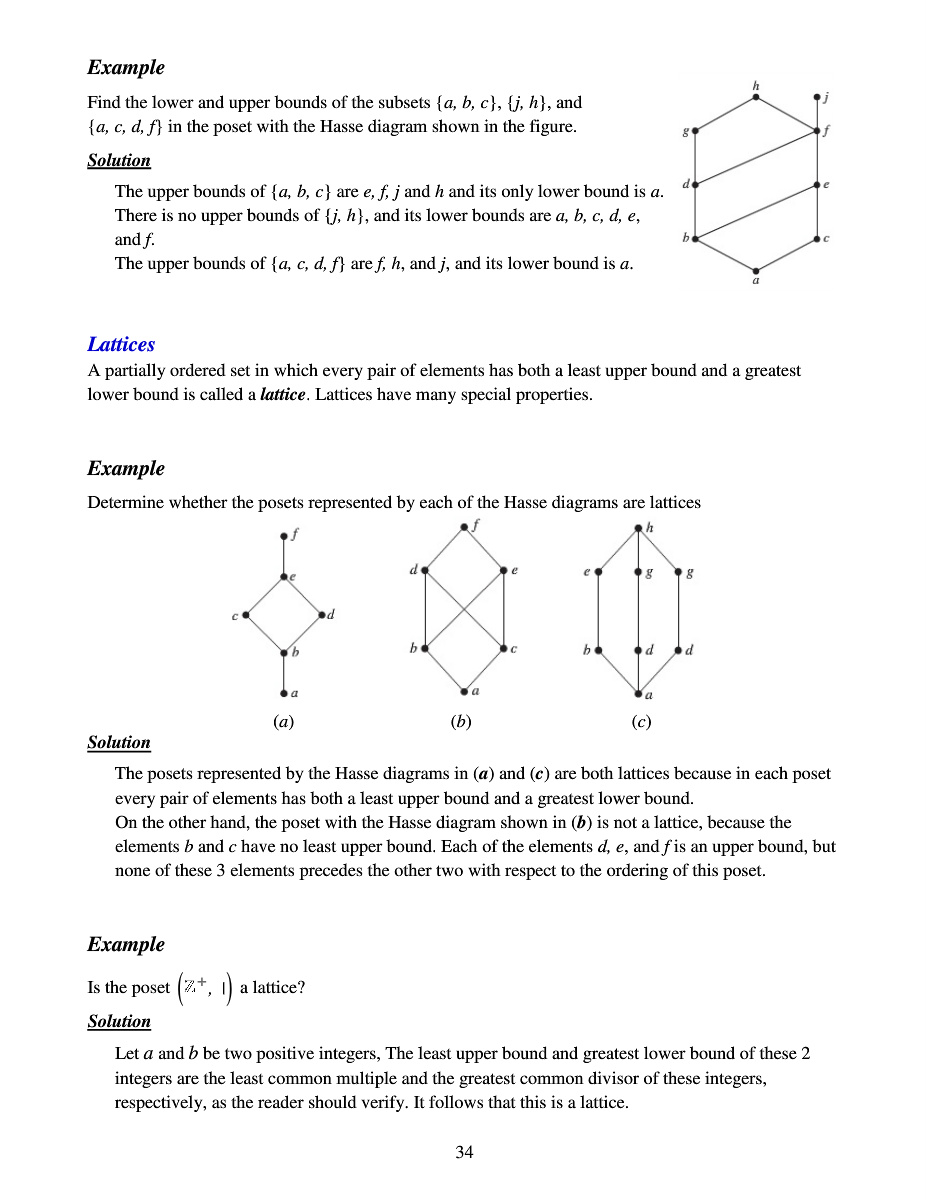 Example
Find the lower and upper bounds of the subsets {a, b, c}, {j, h}, and
{a, c, d, f} in the poset with the Hasse diagram shown in the figure.
Solution
The upper bounds of {a, b, c} are e, f, j and h and its only lower bound is a.
There is no upper bounds of {j, h}, and its lower bounds are a, b, c, d, e,
and f.
The upper bounds of {a, c, d, f} are f, h, and j, and its lower bound is a.
h
j
g
f
d
e
b
c
a
Lattices
A partially ordered set in which every pair of elements has both a least upper bound and a greatest
lower bound is called a lattice. Lattices have many special properties.
Example
Determine whether the posets represented by each of the Hasse diagrams are lattices
f
e
c
d
b
a
(a)
f
d
e
b
c
a
(b)
h
e
g
g
b
d
d
a
(c)
Solution
The posets represented by the Hasse diagrams in (a) and (c) are both lattices because in each poset
every pair of elements has both a least upper bound and a greatest lower bound.
On the other hand, the poset with the Hasse diagram shown in (b) is not a lattice, because the
elements b and c have no least upper bound. Each of the elements d, e, and f is an upper bound, but
none of these 3 elements precedes the other two with respect to the ordering of this poset.
Example
Is the poset (ℤ⁺, |) a lattice?
Solution
Let a and b be two positive integers, The least upper bound and greatest lower bound of these 2
integers are the least common multiple and the greatest common divisor of these integers,
respectively, as the reader should verify. It follows that this is a lattice.
34